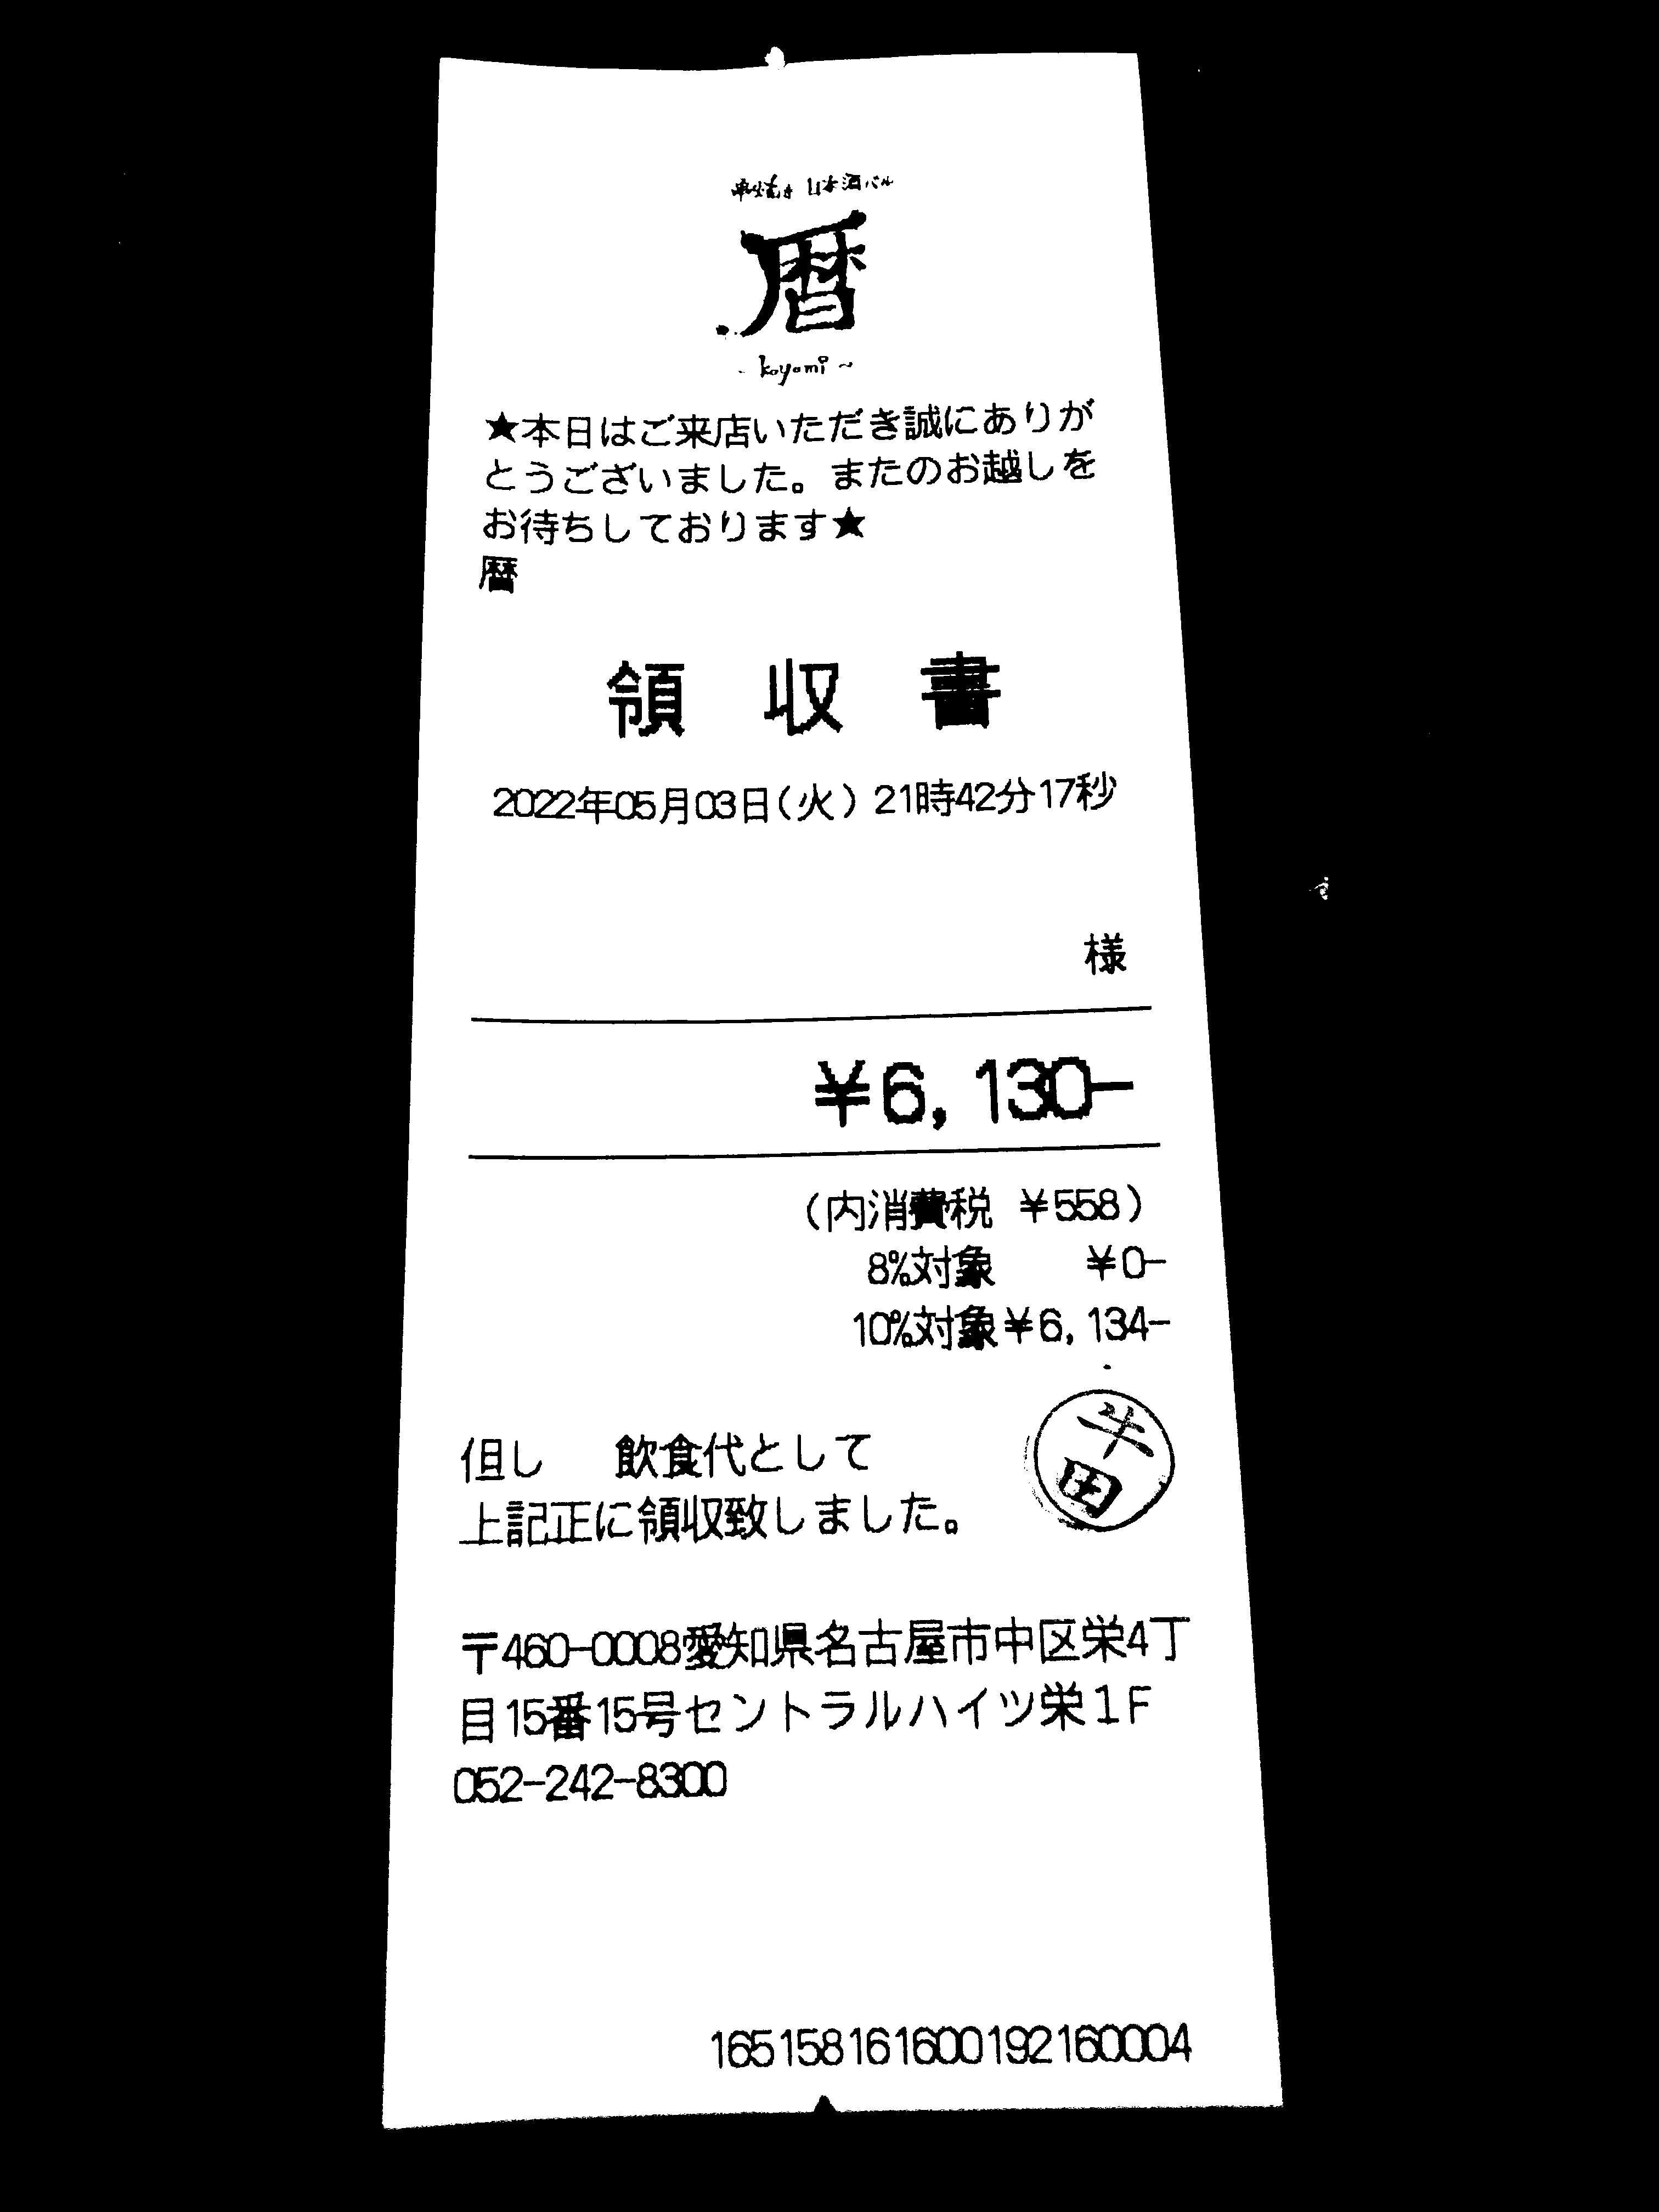 串焼き 日本酒バル
暦
~ koyomi ~
★本日はご来店いただき誠にありが
とうございました。またのお越しを
お待ちしております★
暦
領 収 書
2022年05月03日(火) 21時42分17秒
様
¥6,130-
(内消費税 ¥558)
8%対象 ¥0-
10%対象¥6,134-
但し 飲食代として
上記正に領収致しました。
牛田
〒460-0008愛知県名古屋市中区栄4丁
目15番15号セントラルハイツ栄1F
052-242-8300
165158161600192160004